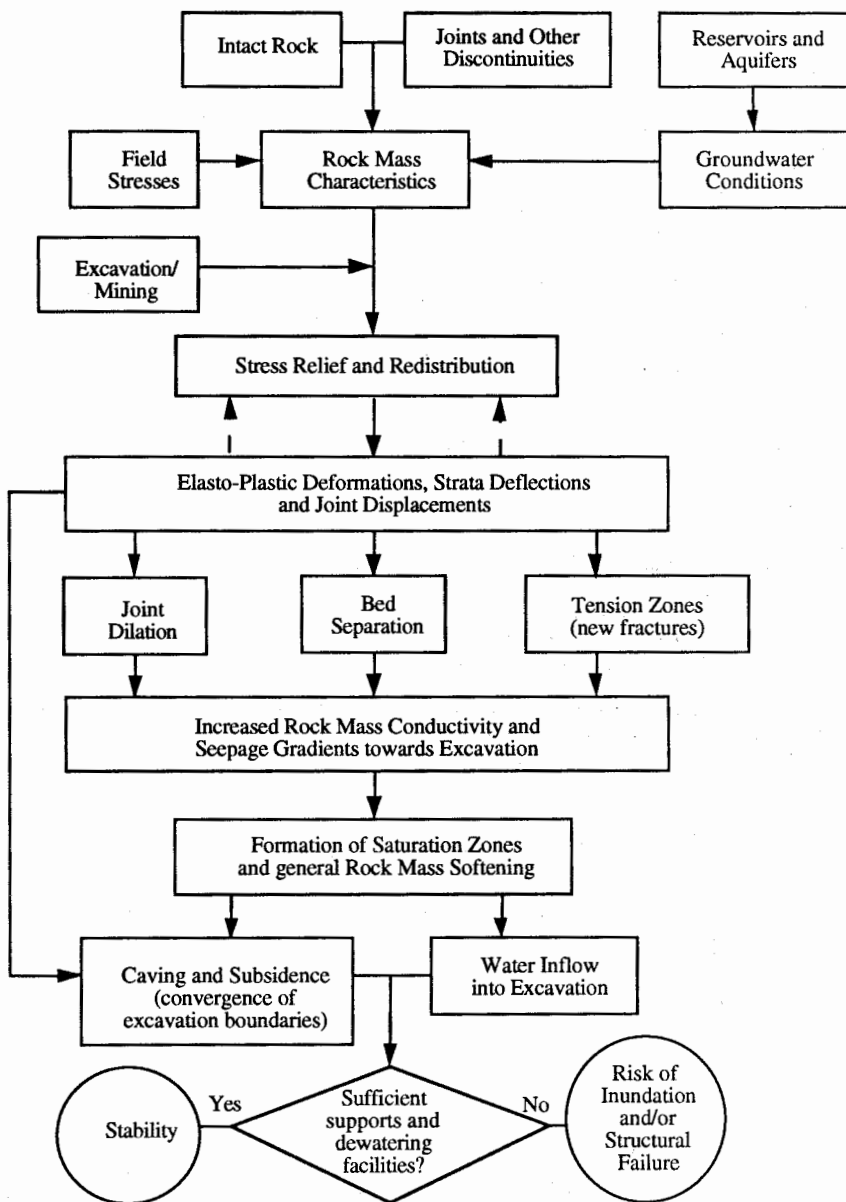 Intact Rock
Joints and Other
Discontinuities
Reservoirs and
Aquifers
Field
Stresses
Rock Mass
Characteristics
Groundwater
Conditions
Excavation/
Mining
Stress Relief and Redistribution
Elasto-Plastic Deformations, Strata Deflections
and Joint Displacements
Joint
Dilation
Bed
Separation
Tension Zones
(new fractures)
Increased Rock Mass Conductivity and
Seepage Gradients towards Excavation
Formation of Saturation Zones
and general Rock Mass Softening
Caving and Subsidence
(convergence of
excavation boundaries)
Water Inflow
into Excavation
Stability
Yes
Sufficient
supports and
dewatering
facilities?
No
Risk of
Inundation
and/or
Structural
Failure